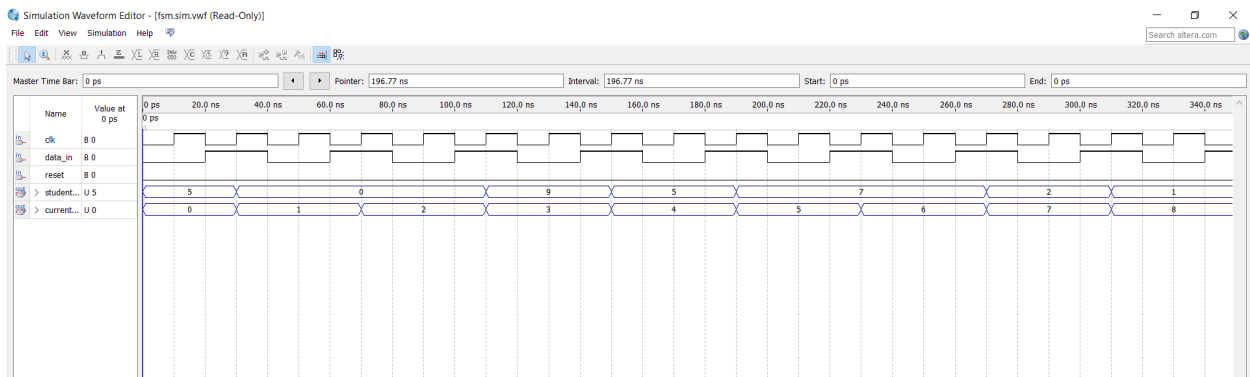 Simulation Waveform Editor - [fsm.sim.vwf (Read-Only)]
File Edit View Simulation Help
Search altera.com
Master Time Bar: 0 ps Pointer: 196.77 ns Interval: 196.77 ns Start: 0 ps End: 0 ps
Name Value at 0 ps
0 ps 20.0 ns 40.0 ns 60.0 ns 80.0 ns 100.0 ns 120.0 ns 140.0 ns 160.0 ns 180.0 ns 200.0 ns 220.0 ns 240.0 ns 260.0 ns 280.0 ns 300.0 ns 320.0 ns 340.0 ns
0 ps
in clk B 0
in data_in B 0
in reset B 0
out > student... U 5 5 0 9 5 7 2 1
out > current... U 0 0 1 2 3 4 5 6 7 8